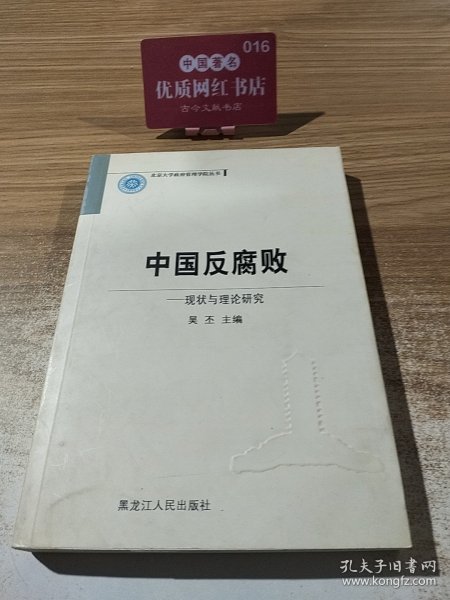 016
中国著名
优质网红书店
古今文献书店
北京大学政府管理学院丛书
中国反腐败
——现状与理论研究
吴 丕 主编
黑龙江人民出版社
孔夫子旧书网
www.kongfz.com